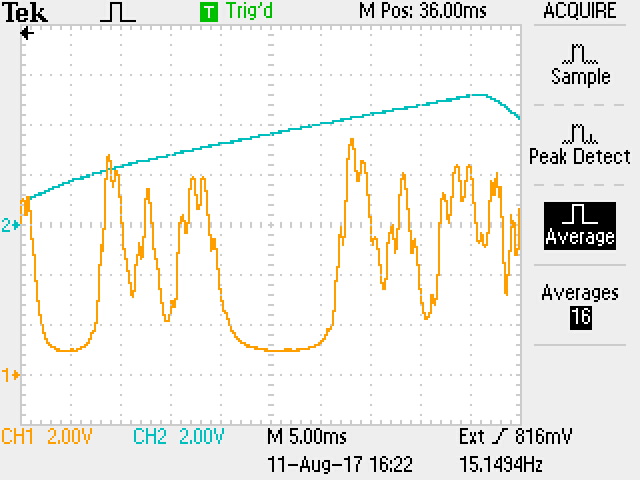 Tek T Trig'd M Pos: 36.00ms ACQUIRE
Sample
Peak Detect
2
Average
Averages
16
1
CH1 2.00V CH2 2.00V M 5.00ms Ext 816mV
11-Aug-17 16:22 15.1494Hz